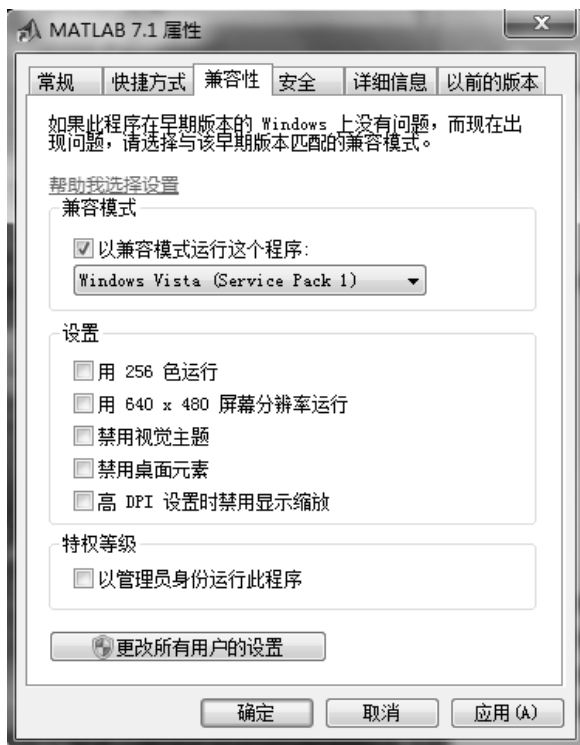 MATLAB 7.1 属性
常规 快捷方式 兼容性 安全 详细信息 以前的版本
如果此程序在早期版本的 Windows 上没有问题，而现在出
现问题，请选择与该早期版本匹配的兼容模式。
帮助我选择设置
兼容模式
以兼容模式运行这个程序:
Windows Vista (Service Pack 1)
设置
用 256 色运行
用 640 x 480 屏幕分辨率运行
禁用视觉主题
禁用桌面元素
高 DPI 设置时禁用显示缩放
特权等级
以管理员身份运行此程序
更改所有用户的设置
确定 取消 应用(A)